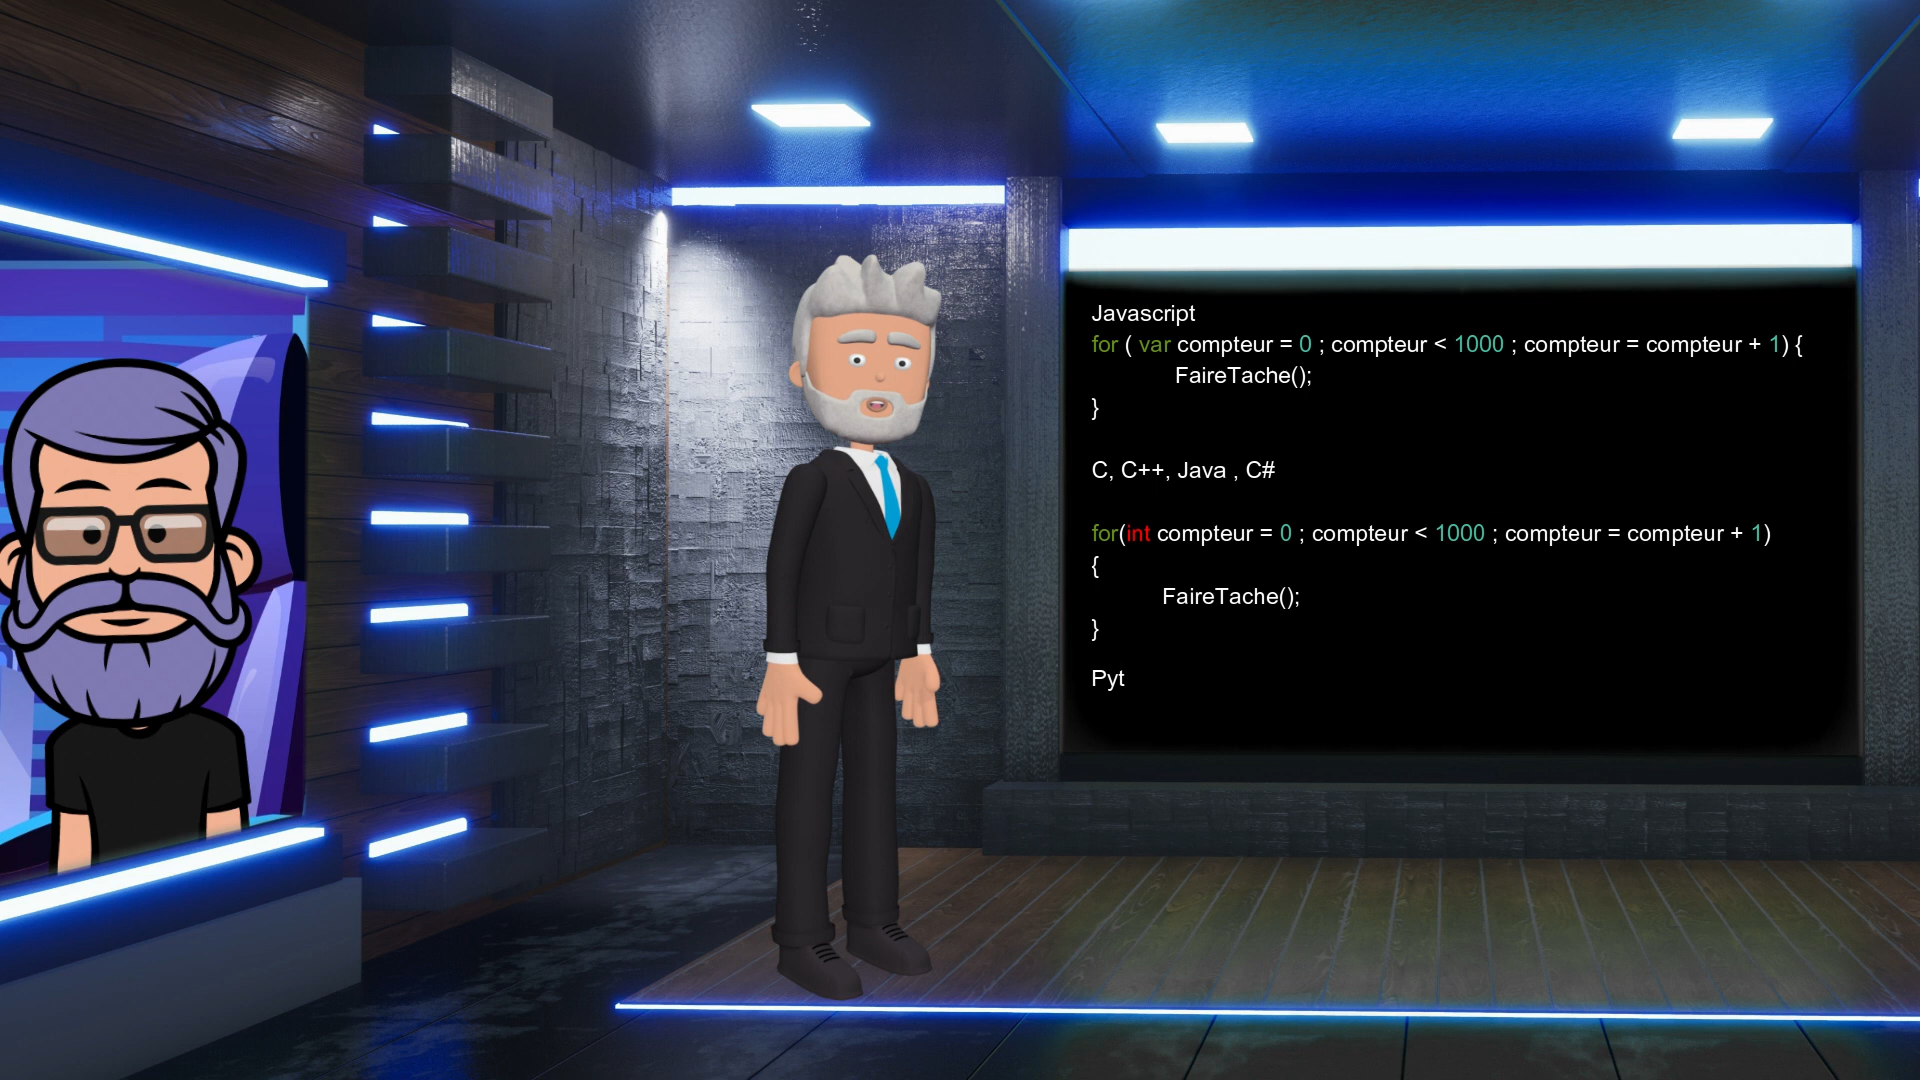 Javascript
for ( var compteur = 0 ; compteur < 1000 ; compteur = compteur + 1) {
FaireTache();
}
C, C++, Java , C#
for(int compteur = 0 ; compteur < 1000 ; compteur = compteur + 1)
{
FaireTache();
}
Pyt